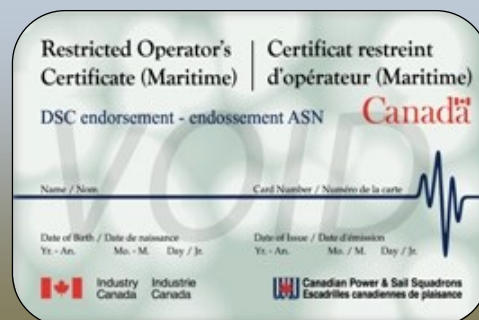 Restricted Operator's
Certificate (Maritime)
Certificat restreint
d'opérateur (Maritime)
DSC endorsement - endossement ASN
Canada
VOID
Name / Nom
Card Number / Numéro de la carte
Date of Birth / Date de naissance
Yr. - An. Mo. - M. Day / Jr.
Date of Issue / Date d'émission
Yr. - An. Mo. / M. Day / Jr.
Industry
Canada
Industrie
Canada
Canadian Power & Sail Squadrons
Escadrilles canadiennes de plaisance